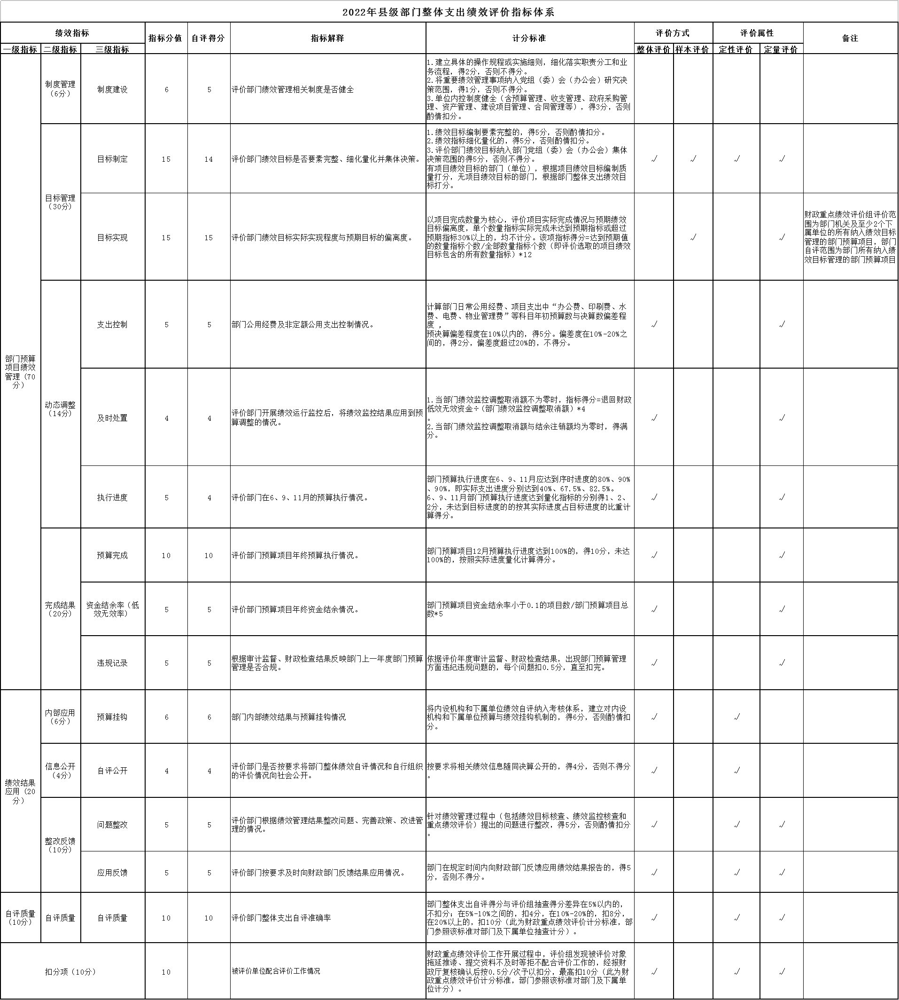 2022年县级部门整体支出绩效评价指标体系
绩效指标
指标分值
自评得分
指标解释
计分标准
评价方式
评价属性
备注
一级指标
二级指标
三级指标
整体评价
样本评价
定性评价
定量评价
部门预算
项目绩效
管理（70
分）
制度管理
（6分）
制度建设
6
5
评价部门绩效管理相关制度是否健全
1.建立具体的操作规程或实施细则，细化落实职责分工和业
务流程，得2分，否则不得分。
2.将重要绩效管理事项纳入党组（委）会（办公会）研究决
策范围，得1分，否则不得分。
3.单位内控制度健全（含预算管理、收支管理、政府采购管
理、资产管理、建设项目管理、合同管理等），得3分，否则
酌情扣分。
目标管理
（30分）
目标制定
15
14
评价部门绩效目标是否要素完整、细化量化并集体决策。
1.绩效目标编制要素完整的，得5分，否则酌情扣分。
2.绩效指标细化量化的，得5分，否则酌情扣分。
3.评价部门绩效目标纳入部门党组（委）会（办公会）集体
决策范围的得5分，否则不得分。
有项目绩效目标的部门（单位），根据项目绩效目标编制质
量打分，无项目绩效目标的部门，根据部门整体支出绩效目
标打分。
√
√
√
√
目标实现
15
15
评价部门绩效目标实际实现程度与预期目标的偏离度。
以项目完成数量为核心，评价项目实际完成情况与预期绩效
目标偏离度，单个数量指标实际完成未达到预期指标或超过
预期指标30%以上的，均不计分。该项指标得分=达到预期值
的数量指标个数/全部数量指标个数（即评价选取的项目绩效
目标包含的所有数量指标）*12
√
√
财政重点绩效评价组评价范
围为部门机关及至少2个下
属单位的所有纳入绩效目标
管理的部门预算项目，部门
自评范围为部门所有纳入绩
效目标管理的部门预算项目
动态调整
（14分）
支出控制
5
5
部门公用经费及非定额公用支出控制情况。
计算部门日常公用经费、项目支出中“办公费、印刷费、水
费、电费、物业管理费”等科目年初预算数与决算数偏差程
度 ，
预决算偏差程度在10%以内的，得5分。偏差度在10%-20%之
间的，得2分，偏差度超过20%的，不得分。
√
√
及时处置
4
4
评价部门开展绩效运行监控后，将绩效监控结果应用到预
算调整的情况。
1.当部门绩效监控调整取消额不为零时，指标得分=退回财政
低效无效资金÷（部门绩效监控调整取消额）*4
。
2.当部门绩效监控调整取消额与结余注销额均为零时，得满
分。
√
√
执行进度
5
4
评价部门在6、9、11月的预算执行情况。
部门预算执行进度在6、9、11月应达到序时进度的80%、90%
、90%，即实际支出进度分别达到40%、67.5%、82.5%。
6、9、11月部门预算执行进度达到量化指标的分别得1、2、
2分，未达到目标进度的的按其实际进度占目标进度的比重计
算得分。
√
√
完成结果
（20分）
预算完成
10
10
评价部门预算项目年终预算执行情况。
部门预算项目12月预算执行进度达到100%的，得10分，未达
100%的，按照实际进度量化计算得分。
√
√
资金结余率（低
效无效率）
5
5
评价部门预算项目年终资金结余情况。
部门预算项目资金结余率小于0.1的项目数/部门预算项目总
数*5
√
√
违规记录
5
5
根据审计监督、财政检查结果反映部门上一年度部门预算
管理是否合规。
依据评价年度审计监督、财政检查结果，出现部门预算管理
方面违纪违规问题的，每个问题扣0.5分，直至扣完。
√
√
绩效结果
应用（20
分）
内部应用
（6分）
预算挂钩
6
6
部门内部绩效结果与预算挂钩情况
将内设机构和下属单位绩效自评纳入考核体系，建立对内设
机构和下属单位预算与绩效挂钩机制的，得6分，否则酌情扣
分。
√
√
信息公开
（4分）
自评公开
4
4
评价部门是否按要求将部门整体绩效自评情况和自行组织
的评价情况向社会公开。
按要求将相关绩效信息随同决算公开的，得4分，否则不得分
。
√
√
整改反馈
（10分）
问题整改
5
5
评价部门根据绩效管理结果整改问题、完善政策、改进管
理的情况。
针对绩效管理过程中（包括绩效目标核查、绩效监控核查和
重点绩效评价）提出的问题进行整改，得5分，否则酌情扣分
。
√
√
√
应用反馈
5
5
评价部门按要求及时向财政部门反馈结果应用情况。
部门在规定时间内向财政部门反馈应用绩效结果报告的，得5
分，否则不得分。
√
√
√
自评质量
（10分）
自评质量
自评质量
10
10
评价部门整体支出自评准确率
部门整体支出自评得分与评价组抽查得分差异在5%以内的，
不扣分；在5%-10%之间的，扣4分，在10%-20%的，扣8分，
在20%以上的，扣10分（此为财政重点绩效评价计分标准，部
门参照该标准对部门及下属单位抽查计分）。
√
√
√
扣分项（10分）
10
被评价单位配合评价工作情况
财政重点绩效评价工作开展过程中，评价组发现被评价对象
拖延推诿、提交资料不及时等拒不配合评价工作的，经报财
政厅复核确认后按0.5分/次予以扣分，最高扣10分（此为财
政重点绩效评价计分标准，部门参照该标准对部门及下属单
位计分）。
√
√
√